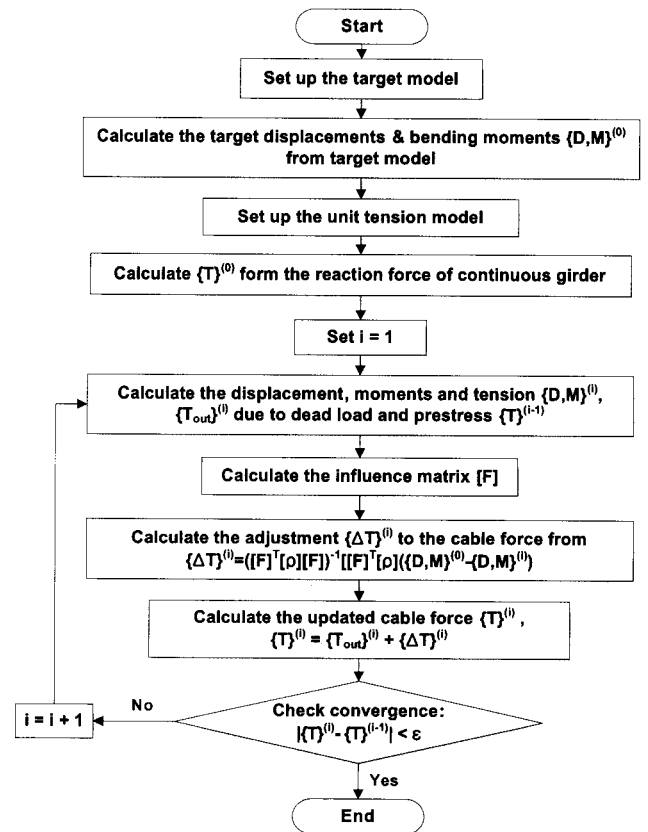 Start
Set up the target model
Calculate the target displacements & bending moments {D,M}⁽⁰⁾
from target model
Set up the unit tension model
Calculate {T}⁽⁰⁾ form the reaction force of continuous girder
Set i = 1
Calculate the displacement, moments and tension {D,M}⁽ⁱ⁾,
{T_out}⁽ⁱ⁾ due to dead load and prestress {T}⁽ⁱ⁻¹⁾
Calculate the influence matrix [F]
Calculate the adjustment {ΔT}⁽ⁱ⁾ to the cable force from
{ΔT}⁽ⁱ⁾=([F]ᵀ[ρ][F])⁻¹[[F]ᵀ[ρ]({D,M}⁽⁰⁾-{D,M}⁽ⁱ⁾)
Calculate the updated cable force {T}⁽ⁱ⁾ ,
{T}⁽ⁱ⁾ = {T_out}⁽ⁱ⁾ + {ΔT}⁽ⁱ⁾
Check convergence:
|{T}⁽ⁱ⁾- {T}⁽ⁱ⁻¹⁾| < ε
No
i = i + 1
Yes
End